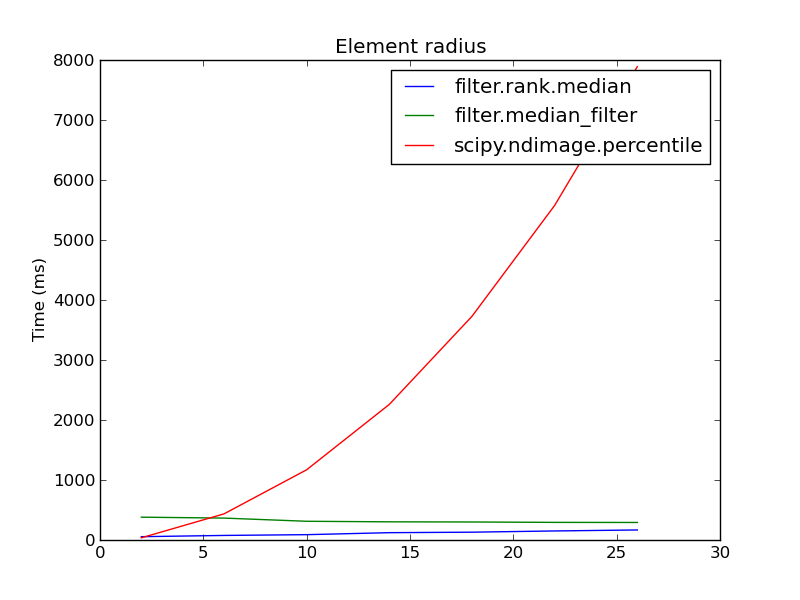 Element radius
filter.rank.median
filter.median_filter
scipy.ndimage.percentile
Time (ms)
8000
7000
6000
5000
4000
3000
2000
1000
0
0 5 10 15 20 25 30